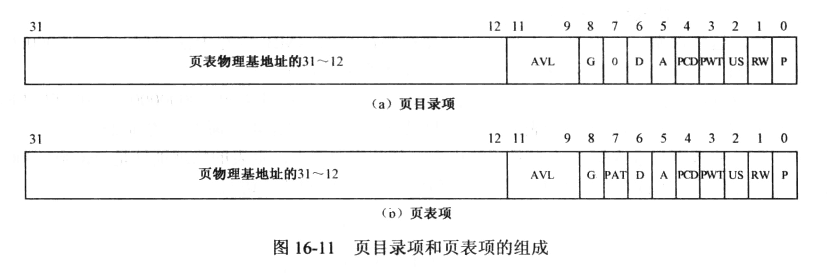 31 12 11 9 8 7 6 5 4 3 2 1 0
页表物理基地址的31～12 AVL G 0 D A PCD PWT US RW P
（a）页目录项
31 12 11 9 8 7 6 5 4 3 2 1 0
页物理基地址的31～12 AVL G PAT D A PCD PWT US RW P
（b）页表项
图 16-11 页目录项和页表项的组成